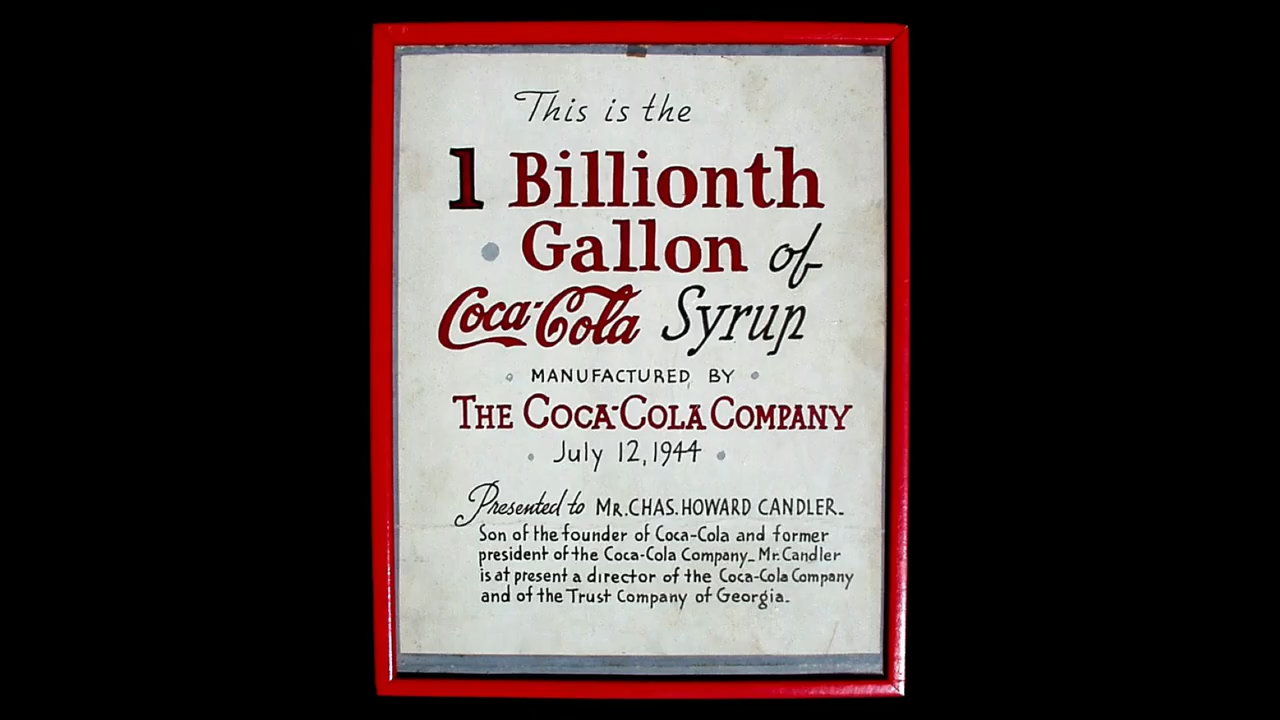 This is the
1 Billionth
Gallon of
Coca-Cola Syrup
MANUFACTURED BY
THE COCA-COLA COMPANY
July 12, 1944
Presented to MR. CHAS. HOWARD CANDLER-
Son of the founder of Coca-Cola and former
president of the Coca-Cola Company- Mr. Candler
is at present a director of the Coca-Cola Company
and of the Trust Company of Georgia-